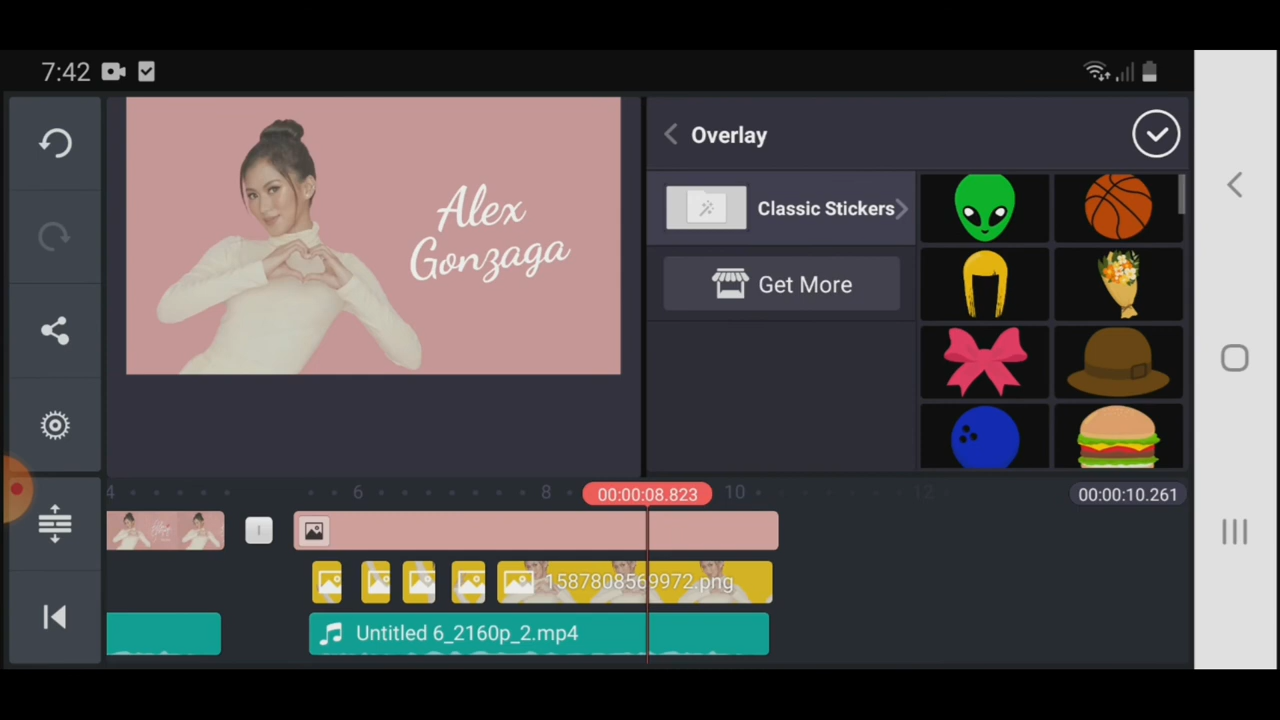 7:42
Overlay
Classic Stickers
Get More
Alex
Gonzaga
4
6
8
00:00:08.823
10
12
00:00:10.261
1587808569972.png
Untitled 6_2160p_2.mp4